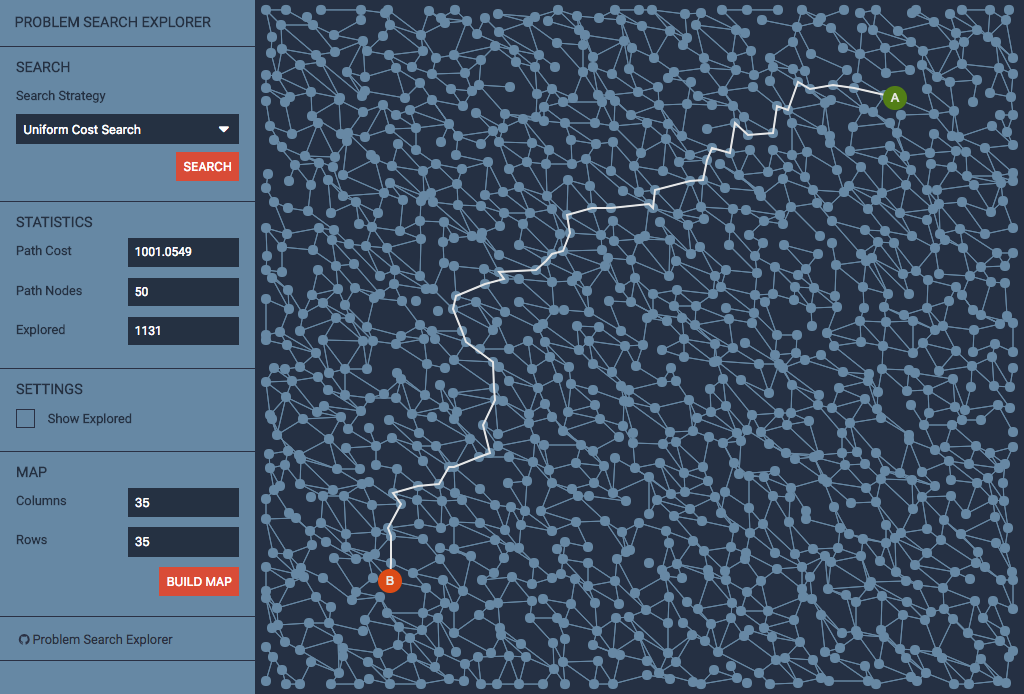 PROBLEM SEARCH EXPLORER
SEARCH
Search Strategy
Uniform Cost Search
SEARCH
STATISTICS
Path Cost 1001.0549
Path Nodes 50
Explored 1131
SETTINGS
Show Explored
MAP
Columns 35
Rows 35
BUILD MAP
Problem Search Explorer
A
B